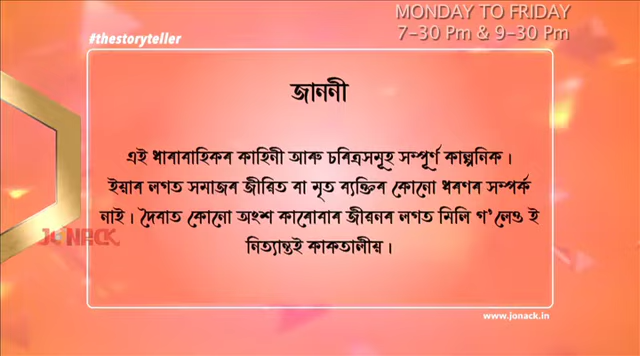 MONDAY TO FRIDAY
7-30 Pm & 9-30 Pm
#thestoryteller
জাননী
এই ধাৰাবাহিকৰ কাহিনী আৰু চৰিত্ৰসমূহ সম্পূৰ্ণ কাল্পনিক।
ইয়াৰ লগত সমাজৰ জীৱিত বা মৃত ব্যক্তিৰ কোনো ধৰণৰ সম্পৰ্ক
নাই। দৈৱাত কোনো অংশ কাৰোবাৰ জীৱনৰ লগত মিলি গ'লেও ই
নিত্যান্তই কাকতালীয়।
JONACK
www.jonack.in